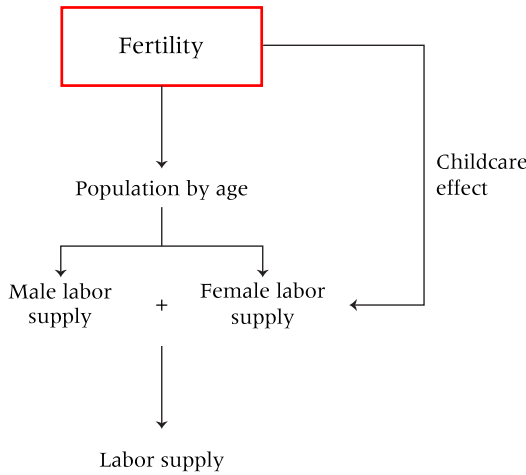 Fertility
Childcare
effect
Population by age
Male labor
supply
+
Female labor
supply
Labor supply